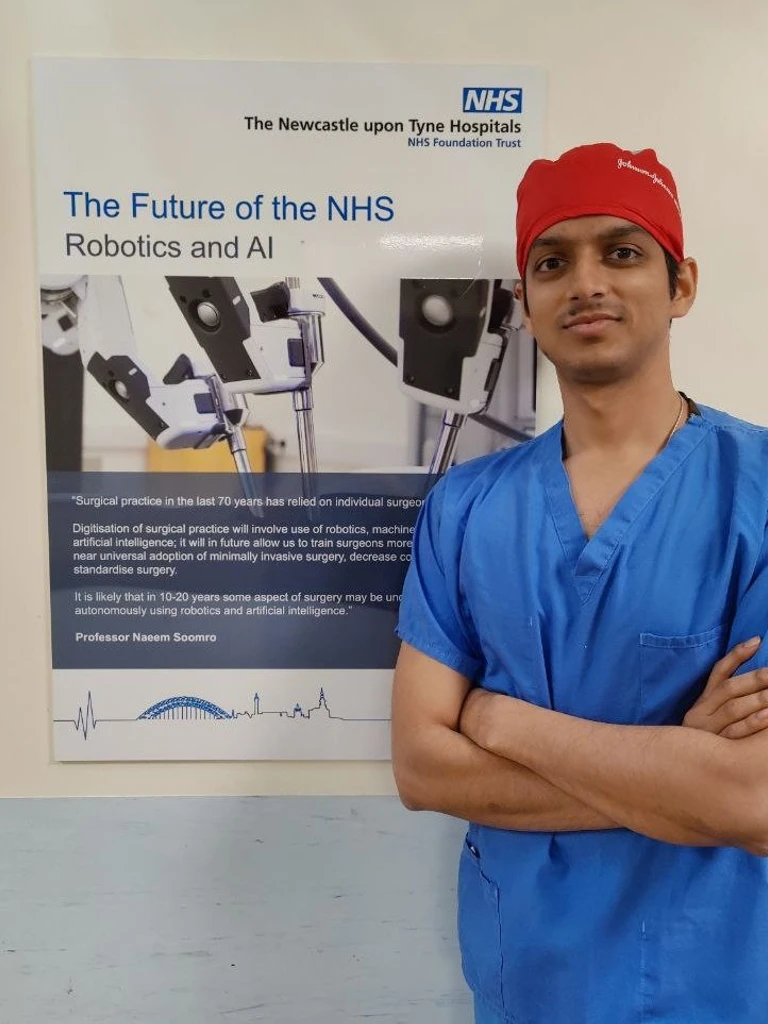 NHS
The Newcastle upon Tyne Hospitals
NHS Foundation Trust
Johnson&Johnson
The Future of the NHS
Robotics and AI
"Surgical practice in the last 70 years has relied on individual
Digitisation of surgical practice will involve use of robotics, machine
artificial intelligence; it will in future allow us to train surgeons more
near universal adoption of minimally invasive surgery, decrease
standardise surgery.
It is likely that in 10-20 years some aspect of surgery may be
autonomously using robotics and artificial intelligence."
Professor Naeem Soomro